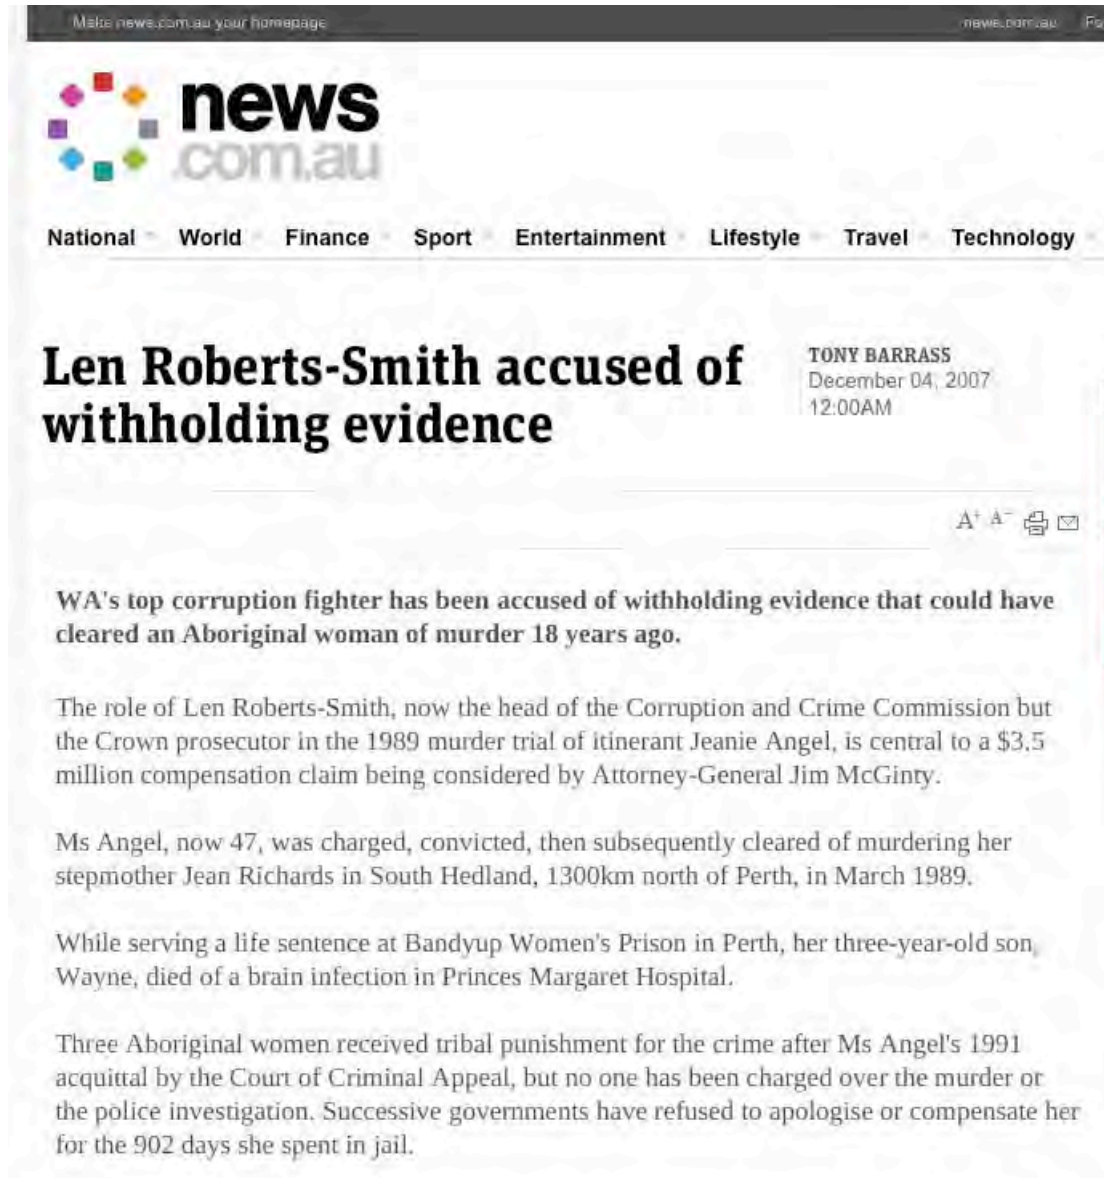 Make news.com.au your homepage
news.com.au Fo
news
.com.au
National World Finance Sport Entertainment Lifestyle Travel Technology
Len Roberts-Smith accused of
withholding evidence
TONY BARRASS
December 04, 2007
12:00AM
A+ A-
WA's top corruption fighter has been accused of withholding evidence that could have
cleared an Aboriginal woman of murder 18 years ago.
The role of Len Roberts-Smith, now the head of the Corruption and Crime Commission but
the Crown prosecutor in the 1989 murder trial of itinerant Jeanie Angel, is central to a $3.5
million compensation claim being considered by Attorney-General Jim McGinty.
Ms Angel, now 47, was charged, convicted, then subsequently cleared of murdering her
stepmother Jean Richards in South Hedland, 1300km north of Perth, in March 1989.
While serving a life sentence at Bandyup Women's Prison in Perth, her three-year-old son,
Wayne, died of a brain infection in Princes Margaret Hospital.
Three Aboriginal women received tribal punishment for the crime after Ms Angel's 1991
acquittal by the Court of Criminal Appeal, but no one has been charged over the murder or
the police investigation. Successive governments have refused to apologise or compensate her
for the 902 days she spent in jail.